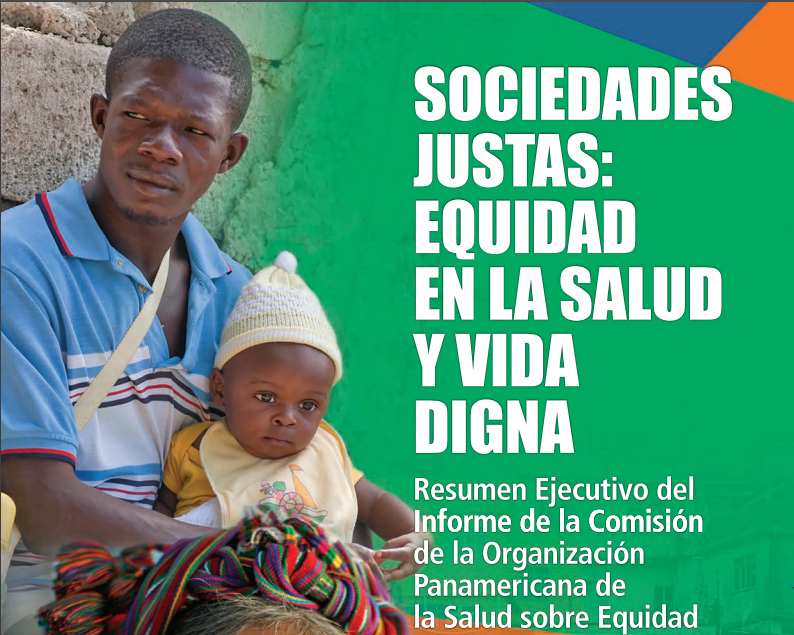 SOCIEDADES
JUSTAS:
EQUIDAD
EN LA SALUD
Y VIDA
DIGNA
Resumen Ejecutivo del
Informe de la Comisión
de la Organización
Panamericana de
la Salud sobre Equidad